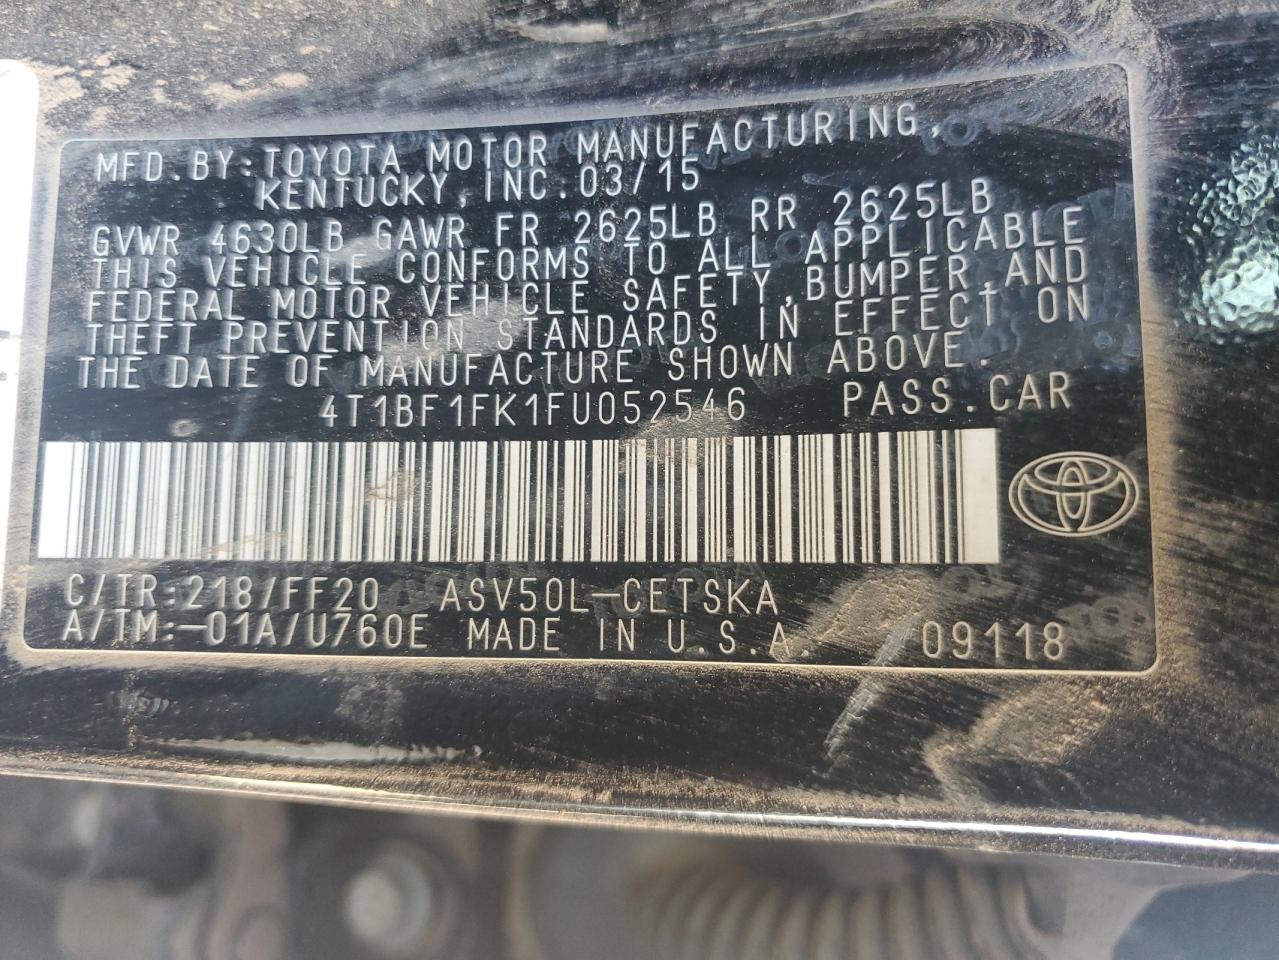 MFD. BY: TOYOTA MOTOR MANUFACTURING,
KENTUCKY, INC. 03/15
GVWR 4630LB GAWR FR 2625LB RR 2625LB
THIS VEHICLE CONFORMS TO ALL APPLICABLE
FEDERAL MOTOR VEHICLE SAFETY, BUMPER, AND
THEFT PREVENTION STANDARDS IN EFFECT ON
THE DATE OF MANUFACTURE SHOWN ABOVE.
4T1BF1FK1FU052546 PASS. CAR
C/TR: 218/FF20 ASV50L-CETSKA
A/TM: -01A/U760E MADE IN U.S.A. 09118